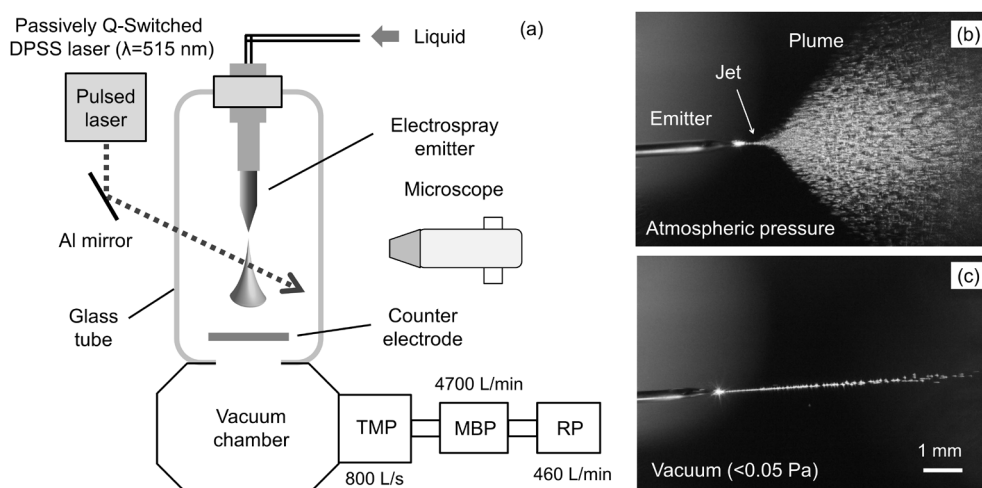 Passively Q-Switched
DPSS laser (λ=515 nm)
(a)
Liquid
Pulsed
laser
Electrospray
emitter
Microscope
Al mirror
Glass
tube
Counter
electrode
4700 L/min
Vacuum
chamber
TMP
MBP
RP
800 L/s
460 L/min
(b)
Plume
Jet
Emitter
Atmospheric pressure
(c)
1 mm
Vacuum (<0.05 Pa)